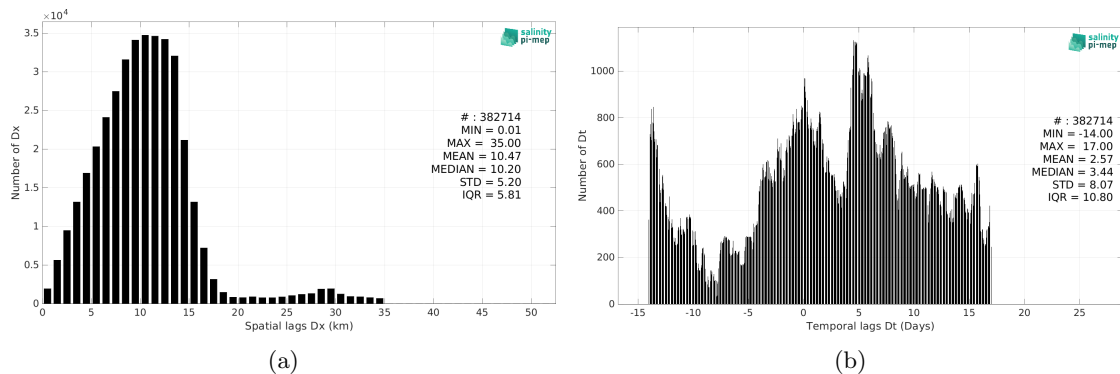 ×10⁴
3.5
3
2.5
2
1.5
1
0.5
0
Number of Dx
0 5 10 15 20 25 30 35 40 45 50
Spatial lags Dx (km)
salinity
pi-mep
# : 382714
MIN = 0.01
MAX = 35.00
MEAN = 10.47
MEDIAN = 10.20
STD = 5.20
IQR = 5.81
(a)
1000
800
600
400
200
0
Number of Dt
-15 -10 -5 0 5 10 15 20 25
Temporal lags Dt (Days)
salinity
pi-mep
# : 382714
MIN = -14.00
MAX = 17.00
MEAN = 2.57
MEDIAN = 3.44
STD = 8.07
IQR = 10.80
(b)